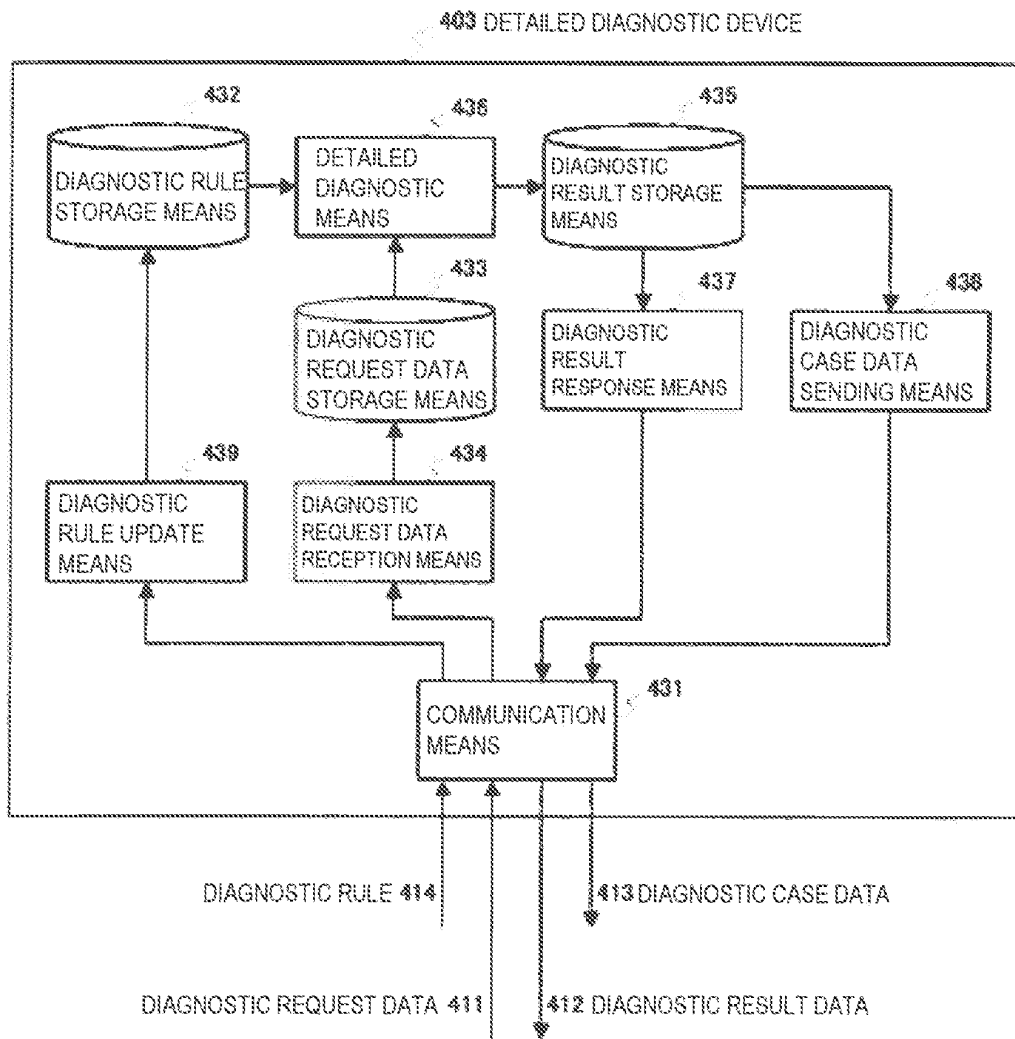 403 DETAILED DIAGNOSTIC DEVICE
432
DIAGNOSTIC RULE
STORAGE MEANS
436
DETAILED
DIAGNOSTIC
MEANS
435
DIAGNOSTIC
RESULT STORAGE
MEANS
433
DIAGNOSTIC
REQUEST DATA
STORAGE MEANS
437
DIAGNOSTIC
RESULT
RESPONSE MEANS
438
DIAGNOSTIC
CASE DATA
SENDING MEANS
439
DIAGNOSTIC
RULE UPDATE
MEANS
434
DIAGNOSTIC
REQUEST DATA
RECEPTION MEANS
431
COMMUNICATION
MEANS
DIAGNOSTIC RULE 414
413 DIAGNOSTIC CASE DATA
DIAGNOSTIC REQUEST DATA 411
412 DIAGNOSTIC RESULT DATA